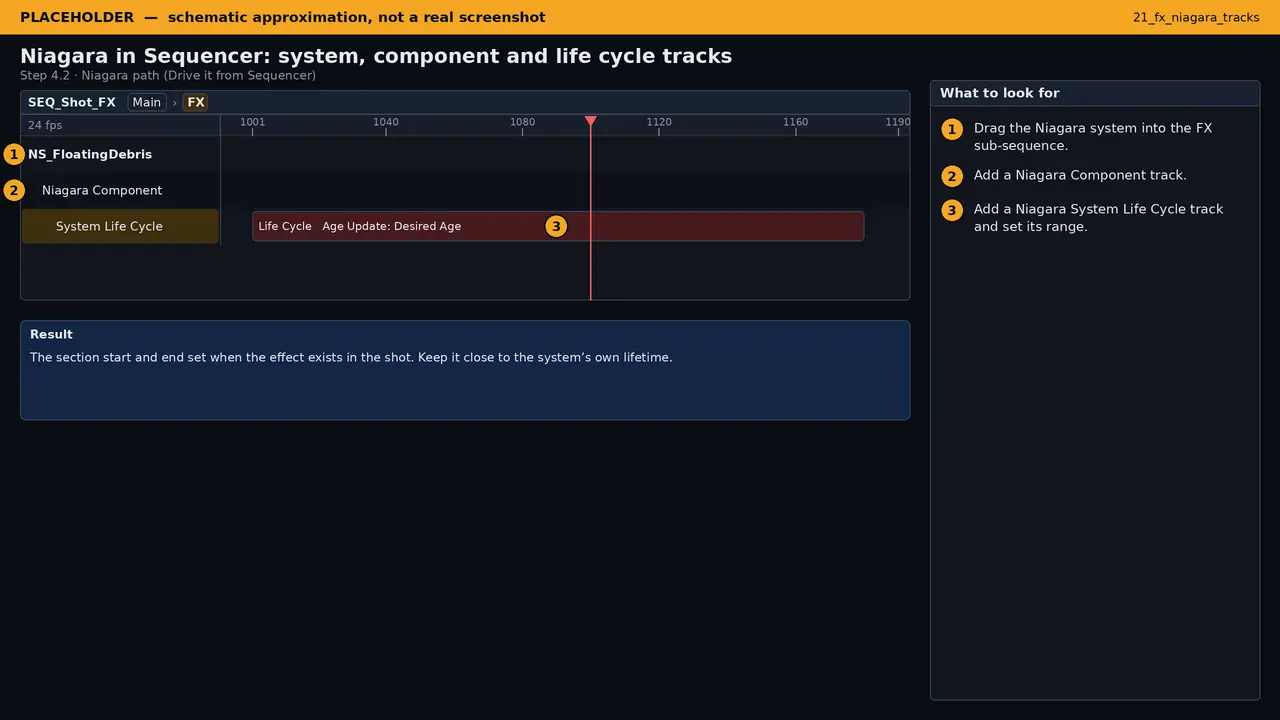 PLACEHOLDER — schematic approximation, not a real screenshot
21_fx_niagara_tracks
Niagara in Sequencer: system, component and life cycle tracks
Step 4.2 · Niagara path (Drive it from Sequencer)
SEQ_Shot_FX Main › FX
24 fps
1001 1040 1080 1120 1160 1190
1 NS_FloatingDebris
2 Niagara Component
System Life Cycle
Life Cycle Age Update: Desired Age 3
Result
The section start and end set when the effect exists in the shot. Keep it close to the system’s own lifetime.
What to look for
1 Drag the Niagara system into the FX
sub-sequence.
2 Add a Niagara Component track.
3 Add a Niagara System Life Cycle track
and set its range.